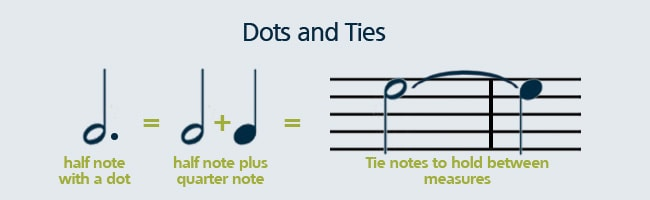 Dots and Ties
= + =
half note
with a dot
half note plus
quarter note
Tie notes to hold between
measures